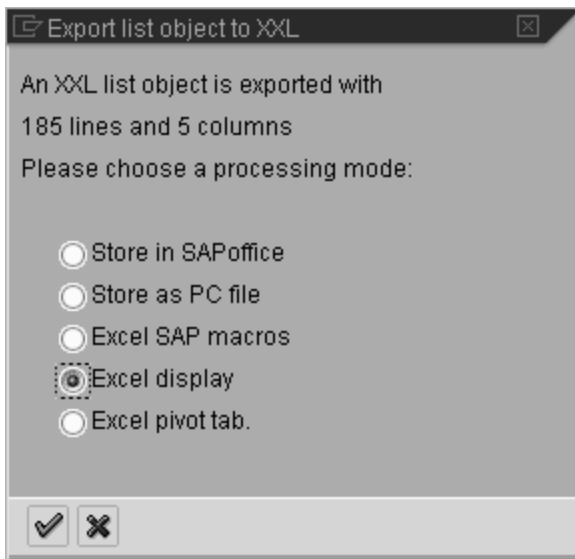 Export list object to XXL
An XXL list object is exported with
185 lines and 5 columns
Please choose a processing mode:
Store in SAPoffice
Store as PC file
Excel SAP macros
Excel display
Excel pivot tab.